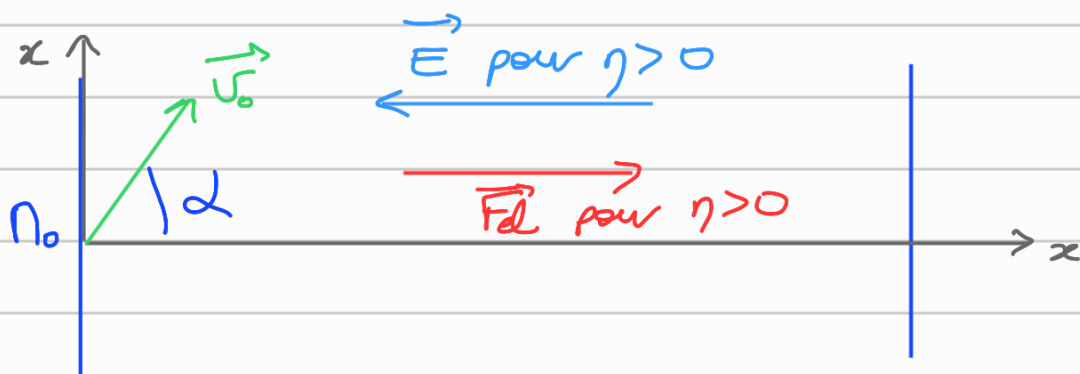 x
v₀
E pour η > 0
α
n₀
Fel pour η > 0
x